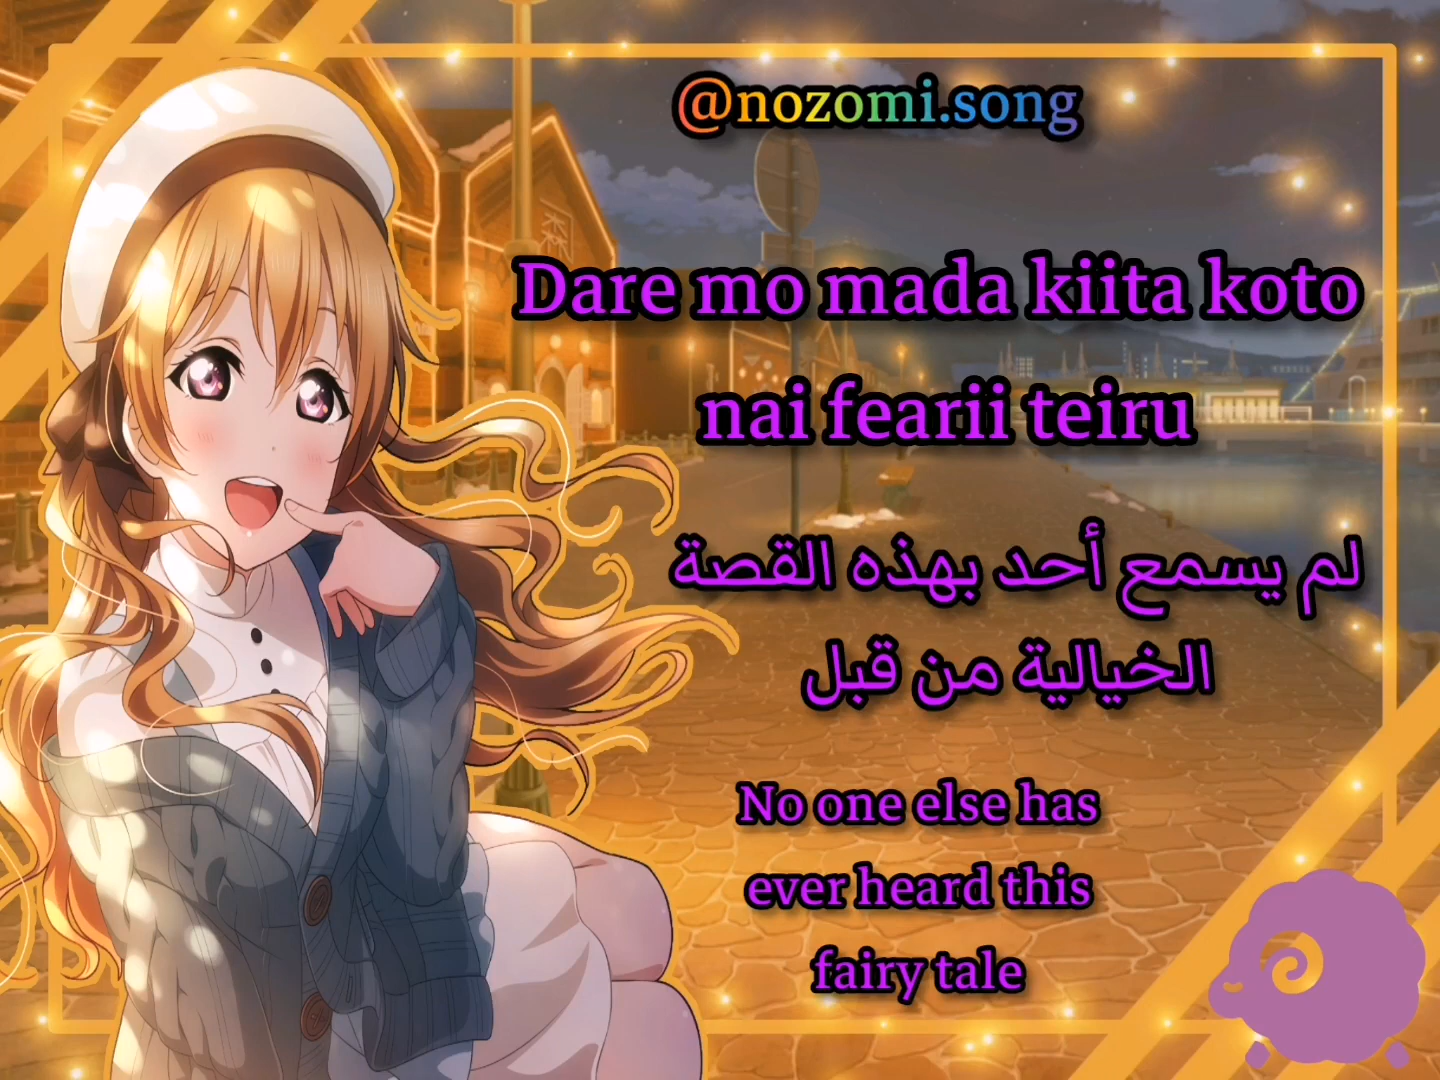 @nozomi.song
Dare mo mada kiita koto
nai fearii teiru
لم يسمع أحد بهذه القصة
الخيالية من قبل
No one else has
ever heard this
fairy tale